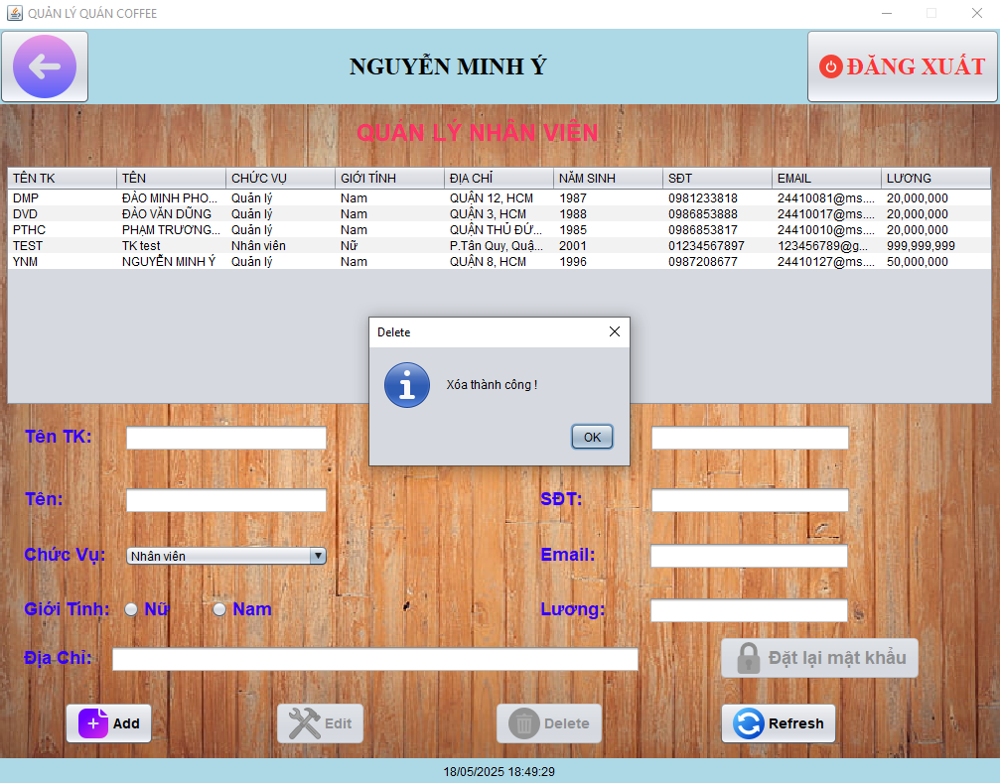 QUẢN LÝ QUÁN COFFEE
NGUYỄN MINH Ý
ĐĂNG XUẤT
QUẢN LÝ NHÂN VIÊN
TÊN TK TÊN CHỨC VỤ GIỚI TÍNH ĐỊA CHỈ NĂM SINH SĐT EMAIL LƯƠNG
DMP ĐÀO MINH PHO... Quản lý Nam QUẬN 12, HCM 1987 0981233818 24410081@ms.... 20,000,000
DVD ĐÀO VĂN DŨNG Quản lý Nam QUẬN 3, HCM 1988 0986853888 24410017@ms.... 20,000,000
PTHC PHẠM TRƯƠNG... Quản lý Nam QUẬN THỦ ĐỨ... 1985 0986853817 24410010@ms.... 20,000,000
TEST TK test Nhân viên Nữ P.Tân Quy, Quậ... 2001 01234567897 123456789@g... 999,999,999
YNM NGUYỄN MINH Ý Quản lý Nam QUẬN 8, HCM 1996 0987208677 24410127@ms.... 50,000,000
Delete
Xóa thành công !
OK
Tên TK:
Tên: SĐT:
Chức Vụ: Nhân viên Email:
Giới Tính: Nữ Nam Lương:
Địa Chỉ: Đặt lại mật khẩu
Add Edit Delete Refresh
18/05/2025 18:49:29